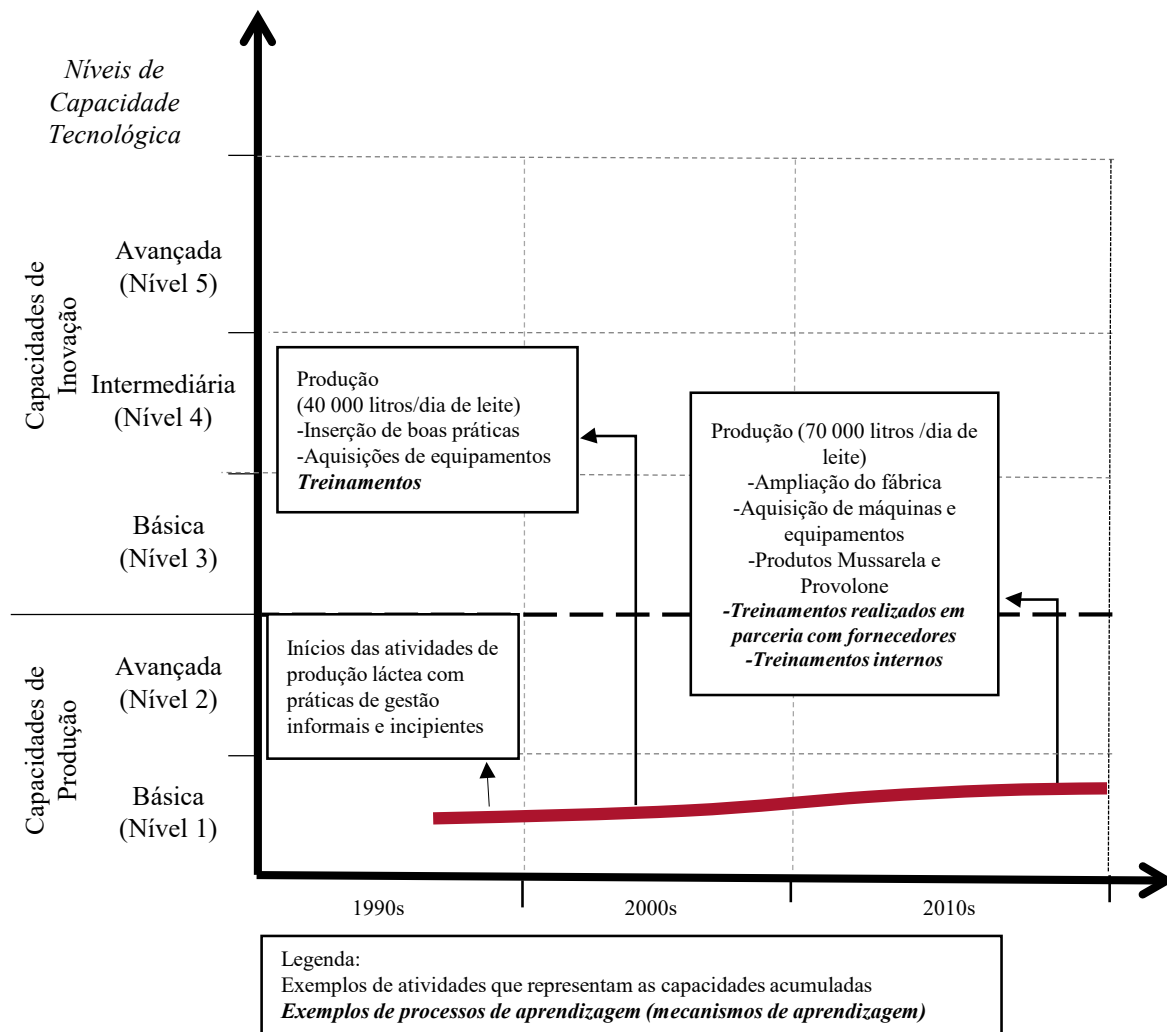 Níveis de
Capacidade
Tecnológica
Capacidades de
Inovação
Avançada
(Nível 5)
Intermediária
(Nível 4)
Básica
(Nível 3)
Capacidades de
Produção
Avançada
(Nível 2)
Básica
(Nível 1)
Produção
(40 000 litros/dia de leite)
-Inserção de boas práticas
-Aquisições de equipamentos
Treinamentos
Produção (70 000 litros /dia de
leite)
-Ampliação do fábrica
-Aquisição de máquinas e
equipamentos
-Produtos Mussarela e
Provolone
-Treinamentos realizados em
parceria com fornecedores
-Treinamentos internos
Inícios das atividades de
produção láctea com
práticas de gestão
informais e incipientes
1990s
2000s
2010s
Legenda:
Exemplos de atividades que representam as capacidades acumuladas
Exemplos de processos de aprendizagem (mecanismos de aprendizagem)